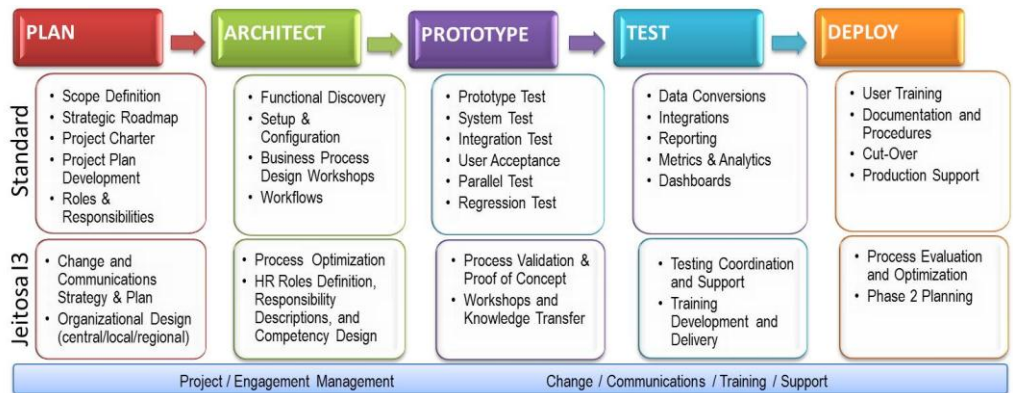 PLAN
ARCHITECT
PROTOTYPE
TEST
DEPLOY
Standard
• Scope Definition
• Strategic Roadmap
• Project Charter
• Project Plan
Development
• Roles &
Responsibilities
• Functional Discovery
• Setup &
Configuration
• Business Process
Design Workshops
• Workflows
• Prototype Test
• System Test
• Integration Test
• User Acceptance
• Parallel Test
• Regression Test
• Data Conversions
• Integrations
• Reporting
• Metrics & Analytics
• Dashboards
• User Training
• Documentation and
Procedures
• Cut-Over
• Production Support
Jeitosa I3
• Change and
Communications
Strategy & Plan
• Organizational Design
(central/local/regional)
• Process Optimization
• HR Roles Definition,
Responsibility
Descriptions, and
Competency Design
• Process Validation &
Proof of Concept
• Workshops and
Knowledge Transfer
• Testing Coordination
and Support
• Training
Development and
Delivery
• Process Evaluation
and Optimization
• Phase 2 Planning
Project / Engagement Management
Change / Communications / Training / Support